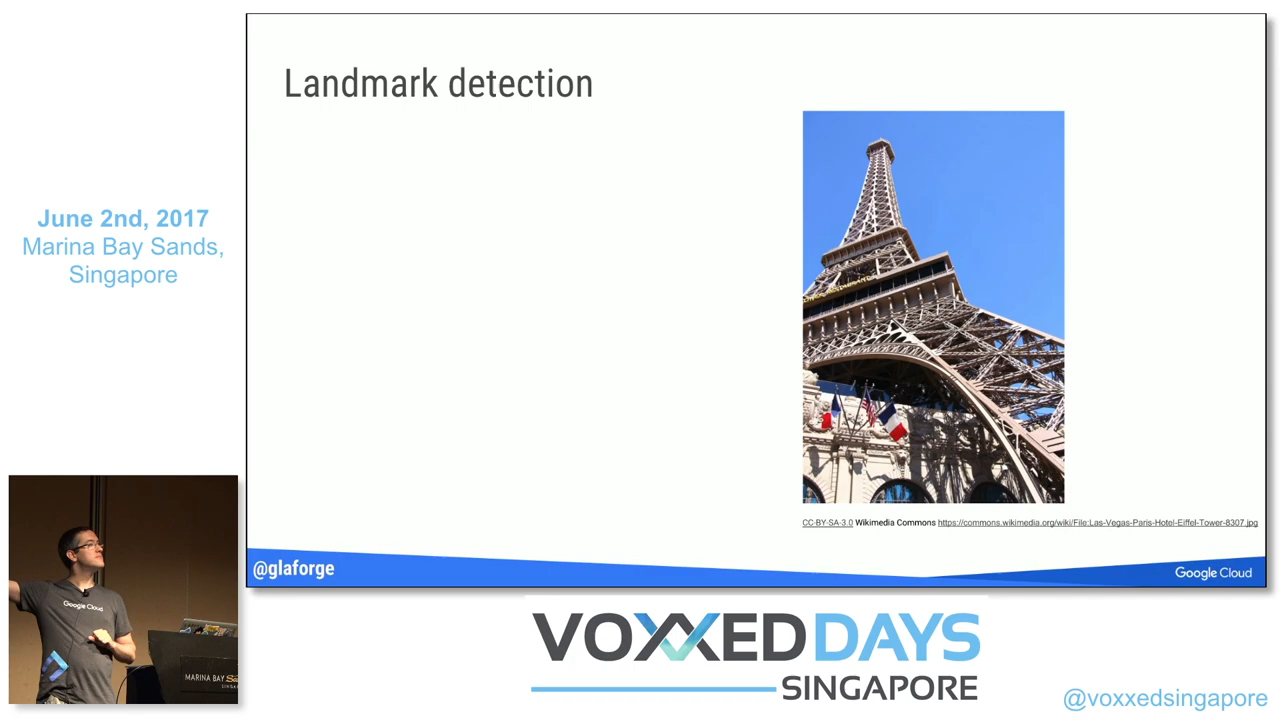 Landmark detection
June 2nd, 2017
Marina Bay Sands,
Singapore
CC-BY-SA-3.0 Wikimedia Commons https://commons.wikimedia.org/wiki/File:Las-Vegas-Paris-Hotel-Eiffel-Tower-8307.jpg
@glaforge
Google Cloud
Google Cloud
MARINA BAY
VOXXED DAYS
SINGAPORE
@voxxedsingapore